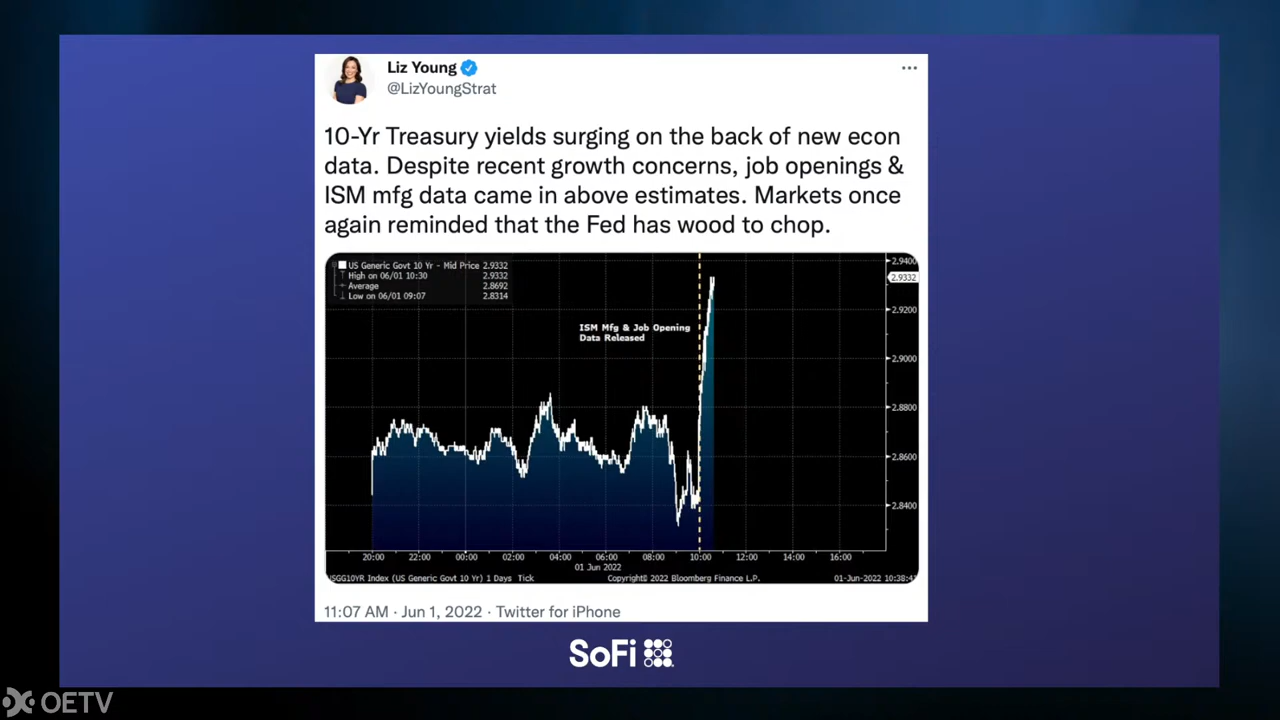 Liz Young
@LizYoungStrat
10-Yr Treasury yields surging on the back of new econ
data. Despite recent growth concerns, job openings &
ISM mfg data came in above estimates. Markets once
again reminded that the Fed has wood to chop.
US Generic Govt 10 Yr - Mid Price 2.9332
High on 06/01 10:30 2.9332
Average 2.8692
Low on 06/01 09:07 2.8314
ISM Mfg & Job Opening
Data Released
2.9400
2.9332
2.9200
2.9000
2.8800
2.8600
2.8400
20:00 22:00 00:00 02:00 04:00 06:00 08:00 10:00 12:00 14:00 16:00
01 Jun 2022
USGG10YR Index (US Generic Govt 10 Yr) 1 Days Tick Copyright© 2022 Bloomberg Finance L.P. 01-Jun-2022 10:38:41
11:07 AM · Jun 1, 2022 · Twitter for iPhone
SoFi
OETV